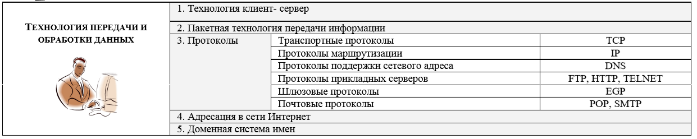 ТЕХНОЛОГИЯ ПЕРЕДАЧИ И
ОБРАБОТКИ ДАННЫХ
1. Технология клиент- сервер
2. Пакетная технология передачи информации
3. Протоколы
Транспортные протоколы
TCP
Протоколы маршрутизации
IP
Протоколы поддержки сетевого адреса
DNS
Протоколы прикладных серверов
FTP, HTTP, TELNET
Шлюзовые протоколы
EGP
Почтовые протоколы
POP, SMTP
4. Адресация в сети Интернет
5. Доменная система имен